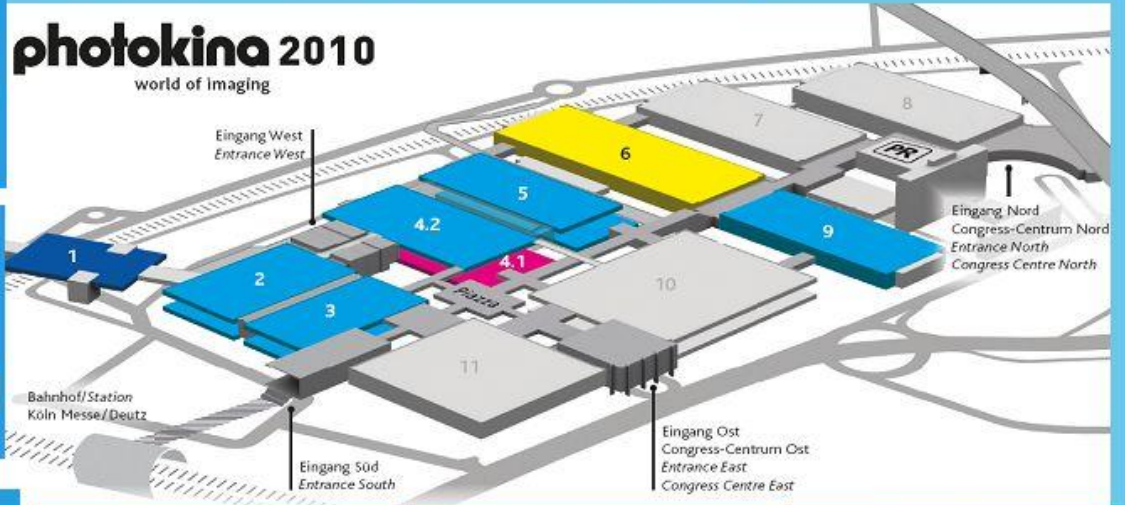 photokina 2010
world of imaging
Eingang West
Entrance West
8
7
PR
6
5
Eingang Nord
Congress-Centrum Nord
Entrance North
Congress Centre North
4.2
9
1
4.1
2
10
Piazza
3
11
Bahnhof/Station
Köln Messe/Deutz
Eingang Ost
Congress-Centrum Ost
Entrance East
Congress Centre East
Eingang Süd
Entrance South